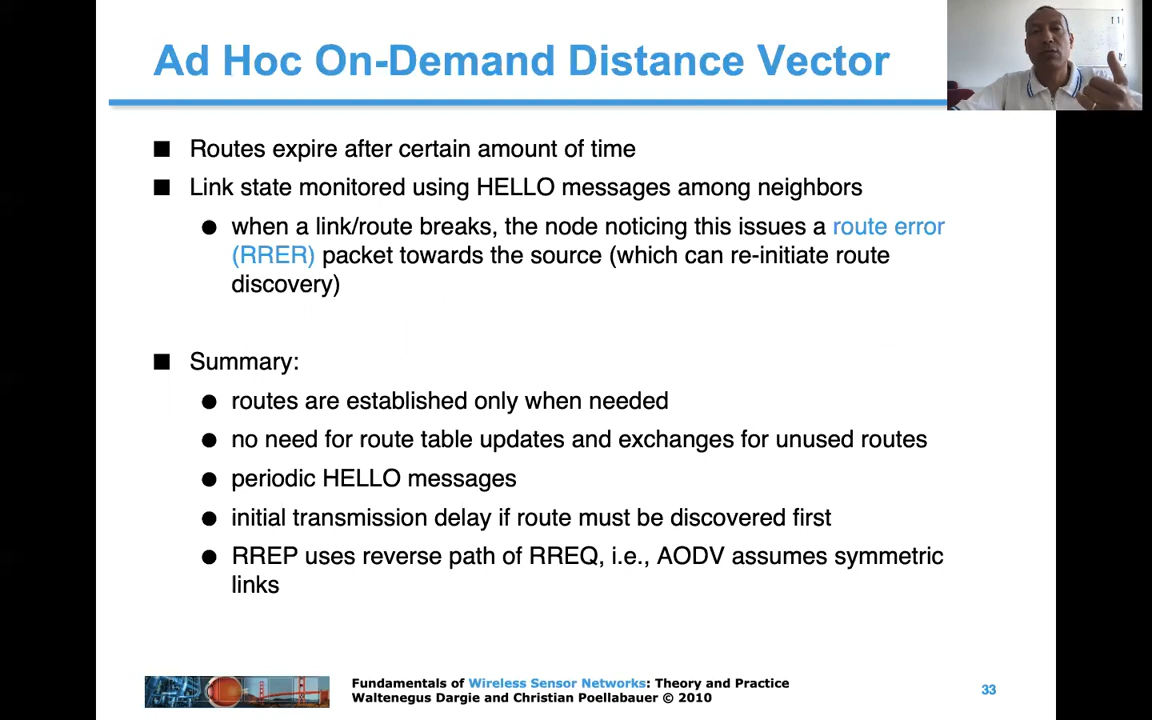 Ad Hoc On-Demand Distance Vector
Routes expire after certain amount of time
Link state monitored using HELLO messages among neighbors
when a link/route breaks, the node noticing this issues a route error
(RRER) packet towards the source (which can re-initiate route
discovery)
Summary:
routes are established only when needed
no need for route table updates and exchanges for unused routes
periodic HELLO messages
initial transmission delay if route must be discovered first
RREP uses reverse path of RREQ, i.e., AODV assumes symmetric
links
Fundamentals of Wireless Sensor Networks: Theory and Practice
Waltenegus Dargie and Christian Poellabauer © 2010
33